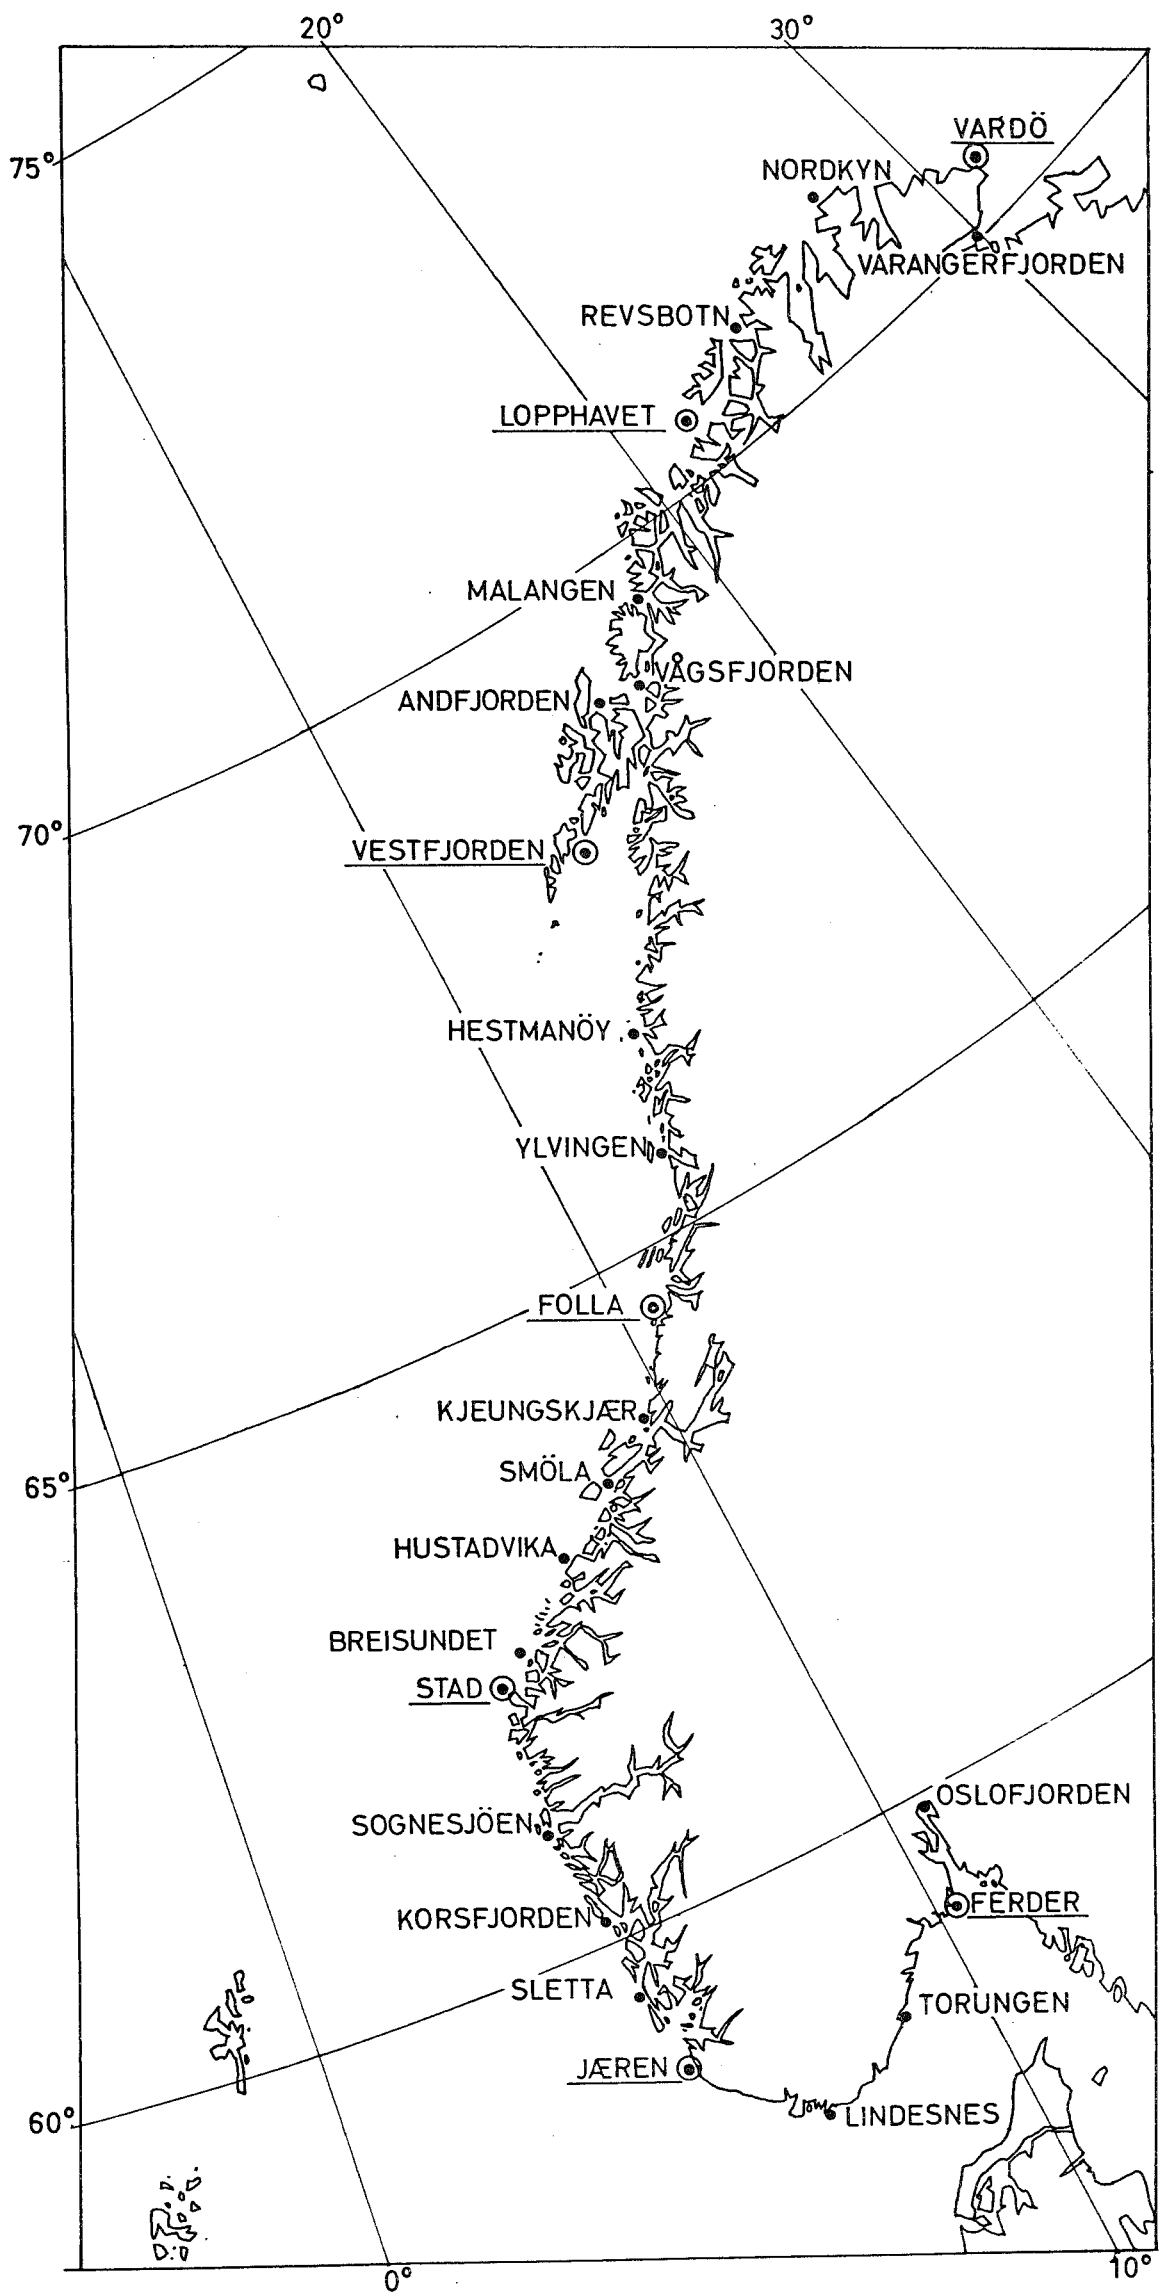 20°
30°
75°
VARDÖ
NORDKYN
VARANGERFJORDEN
REVSBOTN
LOPPHAVET
MALANGEN
VÅGSFJORDEN
ANDFJORDEN
70°
VESTFJORDEN
HESTMANÖY
YLVINGEN
FOLLA
KJEUNGSKJÆR
SMÖLA
65°
HUSTADVIKA
BREISUNDET
STAD
OSLOFJORDEN
SOGNESJÖEN
FERDER
KORSFJORDEN
SLETTA
TORUNGEN
JÆREN
LINDESNES
60°
0°
10°